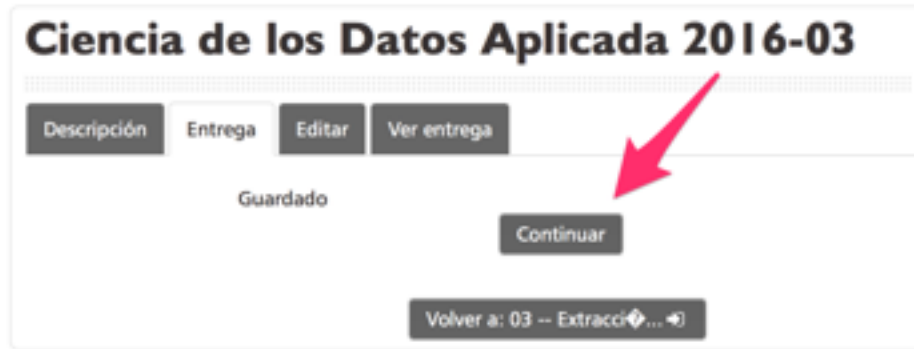 Ciencia de los Datos Aplicada 2016-03
Descripción Entrega Editar Ver entrega
Guardado
Continuar
Volver a: 03 -- Extracci�...